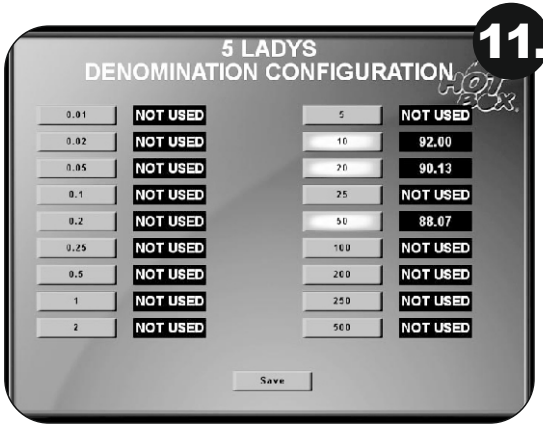 11.
5 LADYS
DENOMINATION CONFIGURATION
HOT
BOX
0.01 NOT USED 5 NOT USED
0.02 NOT USED 10 92.00
0.05 NOT USED 20 90.13
0.1 NOT USED 25 NOT USED
0.2 NOT USED 50 88.07
0.25 NOT USED 100 NOT USED
0.5 NOT USED 200 NOT USED
1 NOT USED 250 NOT USED
2 NOT USED 500 NOT USED
Save